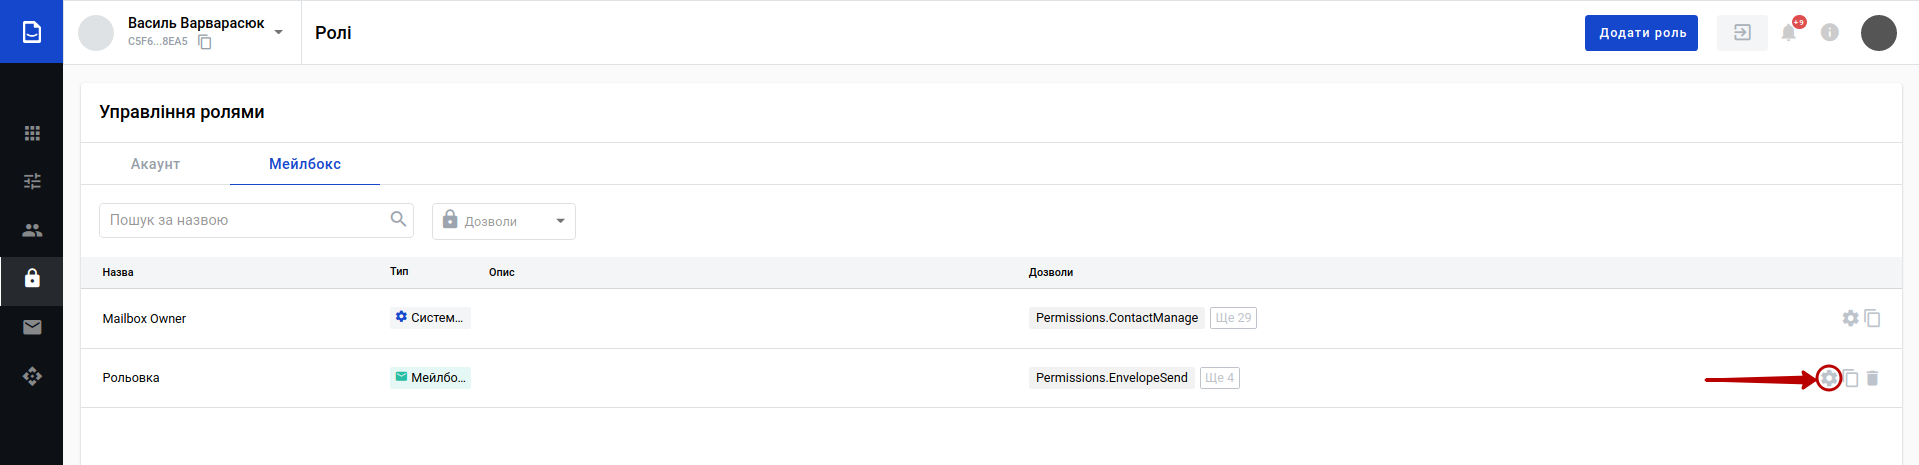 Василь Варварасюк
C5F6...8EA5
Ролі
Додати роль
+9
Управління ролями
Акаунт
Мейлбокс
Пошук за назвою
Дозволи
Назва Тип Опис Дозволи
Mailbox Owner Систем... Permissions.ContactManage Ще 29
Рольовка Мейлбо... Permissions.EnvelopeSend Ще 4